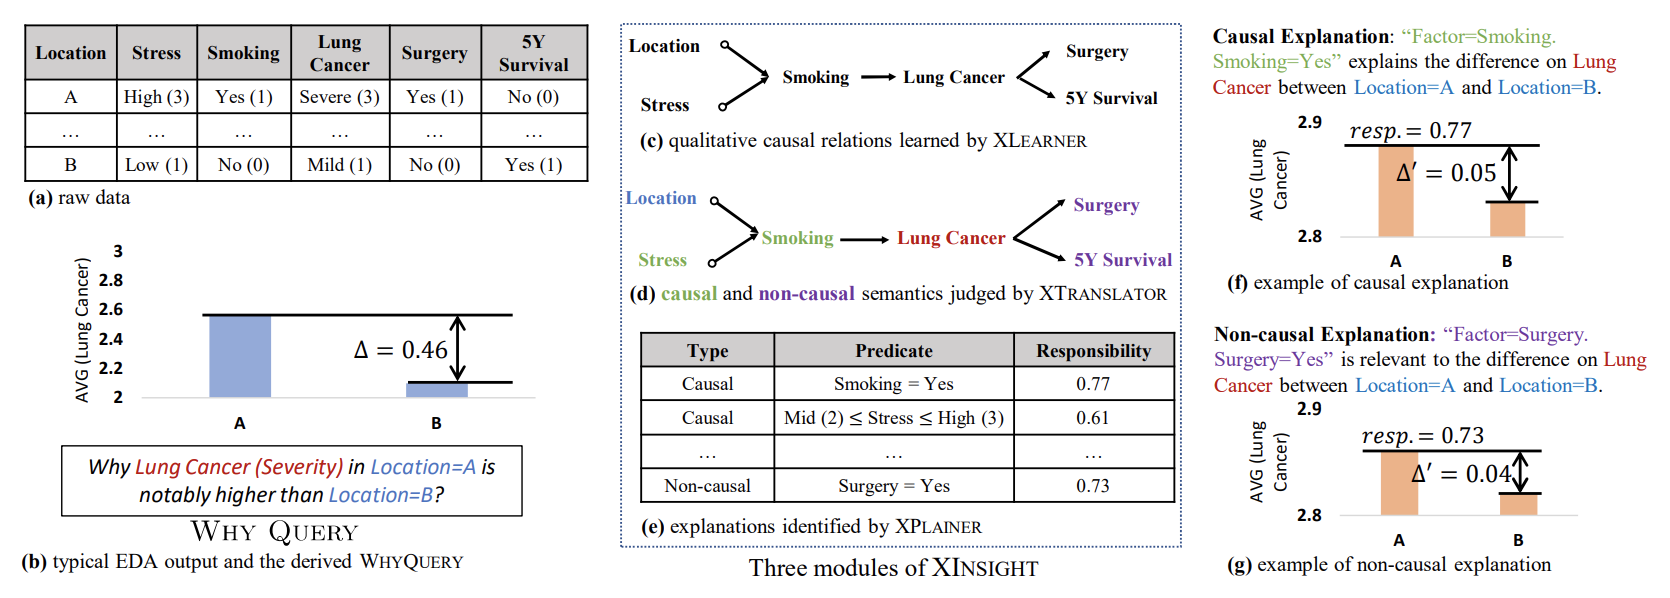 Location Stress Smoking Lung Cancer Surgery 5Y Survival
A High (3) Yes (1) Severe (3) Yes (1) No (0)
... ... ... ... ... ...
B Low (1) No (0) Mild (1) No (0) Yes (1)
(a) raw data
AVG (Lung Cancer)
3
2.8
2.6
2.4
2.2
2
Δ = 0.46
A B
Why Lung Cancer (Severity) in Location=A is
notably higher than Location=B?
WHY QUERY
(b) typical EDA output and the derived WHYQUERY
Location
Stress
Smoking
Lung Cancer
Surgery
5Y Survival
(c) qualitative causal relations learned by XLEARNER
Location
Stress
Smoking
Lung Cancer
Surgery
5Y Survival
(d) causal and non-causal semantics judged by XTRANSLATOR
Type Predicate Responsibility
Causal Smoking = Yes 0.77
Causal Mid (2) ≤ Stress ≤ High (3) 0.61
... ... ...
Non-causal Surgery = Yes 0.73
(e) explanations identified by XPLAINER
Three modules of XINSIGHT
Causal Explanation: “Factor=Smoking.
Smoking=Yes” explains the difference on Lung
Cancer between Location=A and Location=B.
AVG (Lung
Cancer)
2.9
2.8
resp. = 0.77
Δ′ = 0.05
A B
(f) example of causal explanation
Non-causal Explanation: “Factor=Surgery.
Surgery=Yes” is relevant to the difference on Lung
Cancer between Location=A and Location=B.
AVG (Lung
Cancer)
2.9
2.8
resp. = 0.73
Δ′ = 0.04
A B
(g) example of non-causal explanation